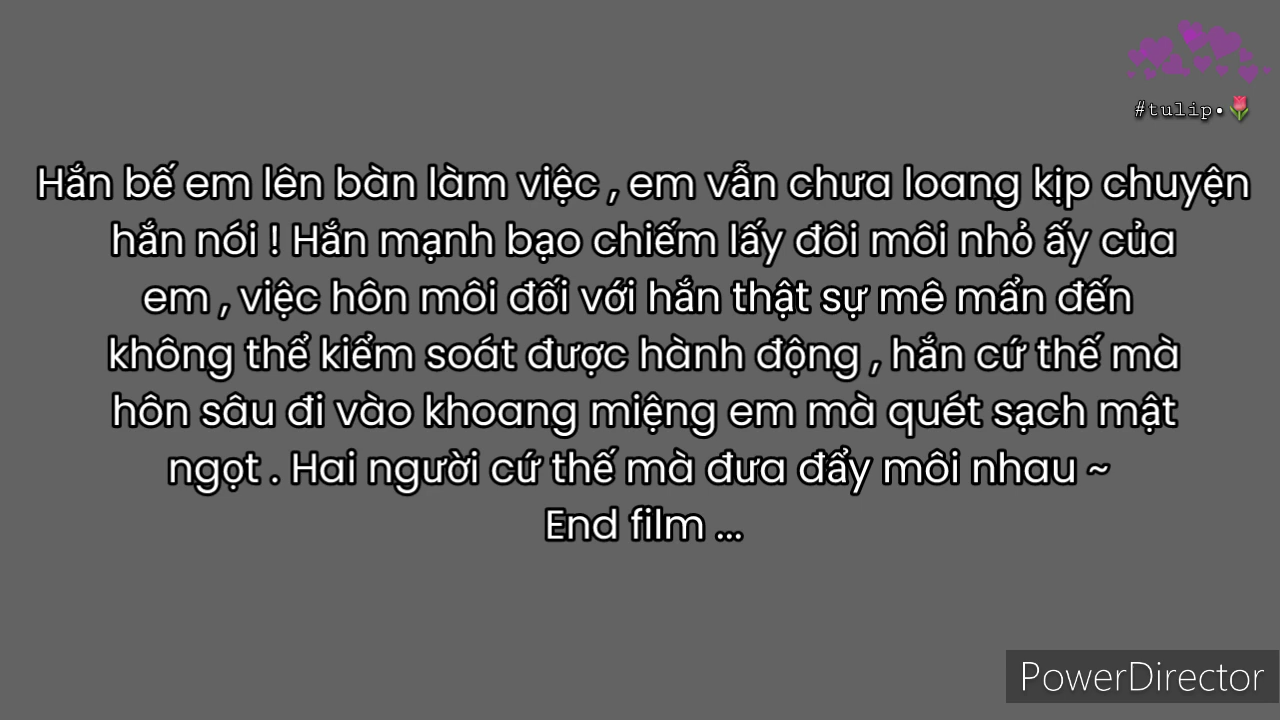 #tulip•🌷
Hắn bế em lên bàn làm việc , em vẫn chưa loang kịp chuyện
hắn nói ! Hắn mạnh bạo chiếm lấy đôi môi nhỏ ấy của
em , việc hôn môi đối với hắn thật sự mê mẩn đến
không thể kiểm soát được hành động , hắn cứ thế mà
hôn sâu đi vào khoang miệng em mà quét sạch mật
ngọt . Hai người cứ thế mà đưa đẩy môi nhau ~
End film ...
PowerDirector